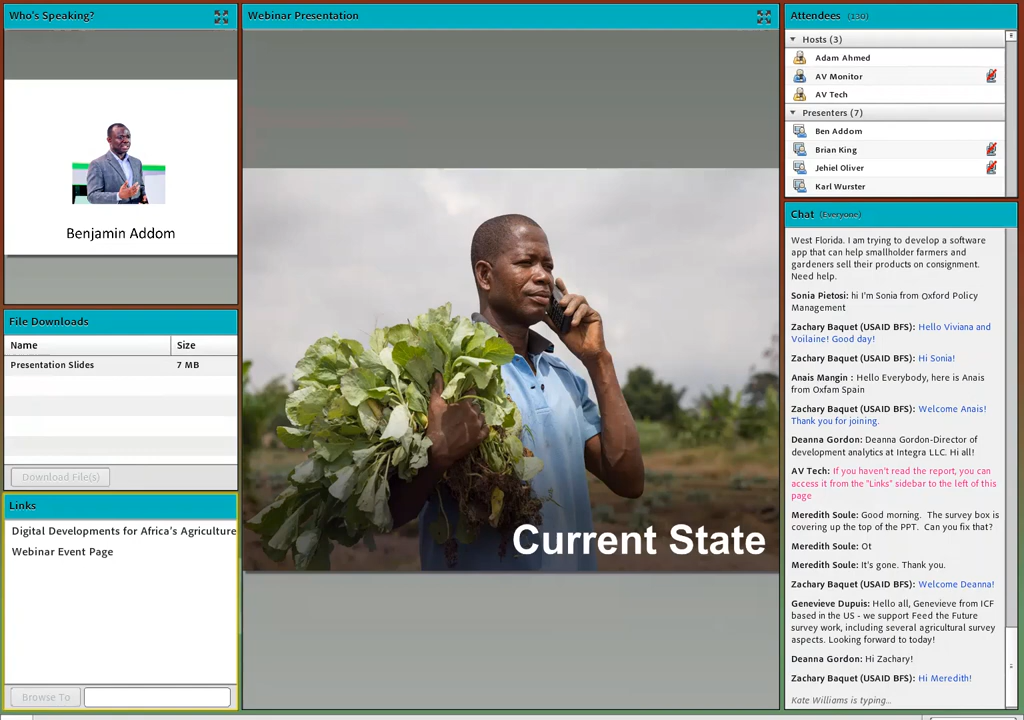 Who's Speaking?
Benjamin Addom
File Downloads
Name Size
Presentation Slides 7 MB
Download File(s)
Links
Digital Developments for Africa's Agriculture
Webinar Event Page
Browse To
Webinar Presentation
Current State
Attendees (130)
Hosts (3)
Adam Ahmed
AV Monitor
AV Tech
Presenters (7)
Ben Addom
Brian King
Jehiel Oliver
Karl Wurster
Chat (Everyone)
West Florida. I am trying to develop a software
app that can help smallholder farmers and
gardeners sell their products on consignment.
Need help.
Sonia Pietosi: hi I'm Sonia from Oxford Policy
Management
Zachary Baquet (USAID BFS): Hello Viviana and
Voilaine! Good day!
Zachary Baquet (USAID BFS): Hi Sonia!
Anais Mangin : Hello Everybody, here is Anais
from Oxfam Spain
Zachary Baquet (USAID BFS): Welcome Anais!
Thank you for joining.
Deanna Gordon: Deanna Gordon-Director of
development analytics at Integra LLC. Hi all!
AV Tech: If you haven't read the report, you can
access it from the "Links" sidebar to the left of this
page
Meredith Soule: Good morning. The survey box is
covering up the top of the PPT. Can you fix that?
Meredith Soule: Ot
Meredith Soule: It's gone. Thank you.
Zachary Baquet (USAID BFS): Welcome Deanna!
Genevieve Dupuis: Hello all, Genevieve from ICF
based in the US - we support Feed the Future
survey work, including several agricultural survey
aspects. Looking forward to today!
Deanna Gordon: Hi Zachary!
Zachary Baquet (USAID BFS): Hi Meredith!
Kate Williams is typing...